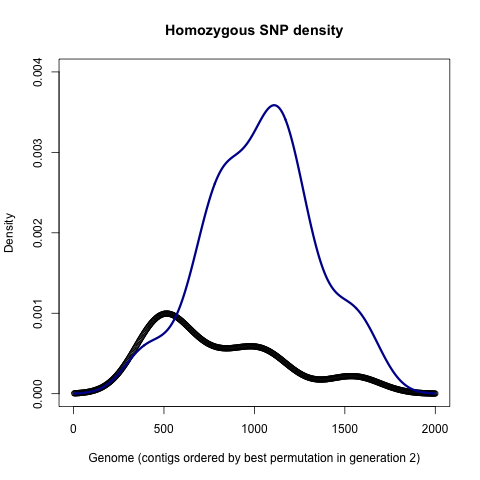 Homozygous SNP density
0.004
0.003
0.002
0.001
0.000
Density
0 500 1000 1500 2000
Genome (contigs ordered by best permutation in generation 2)